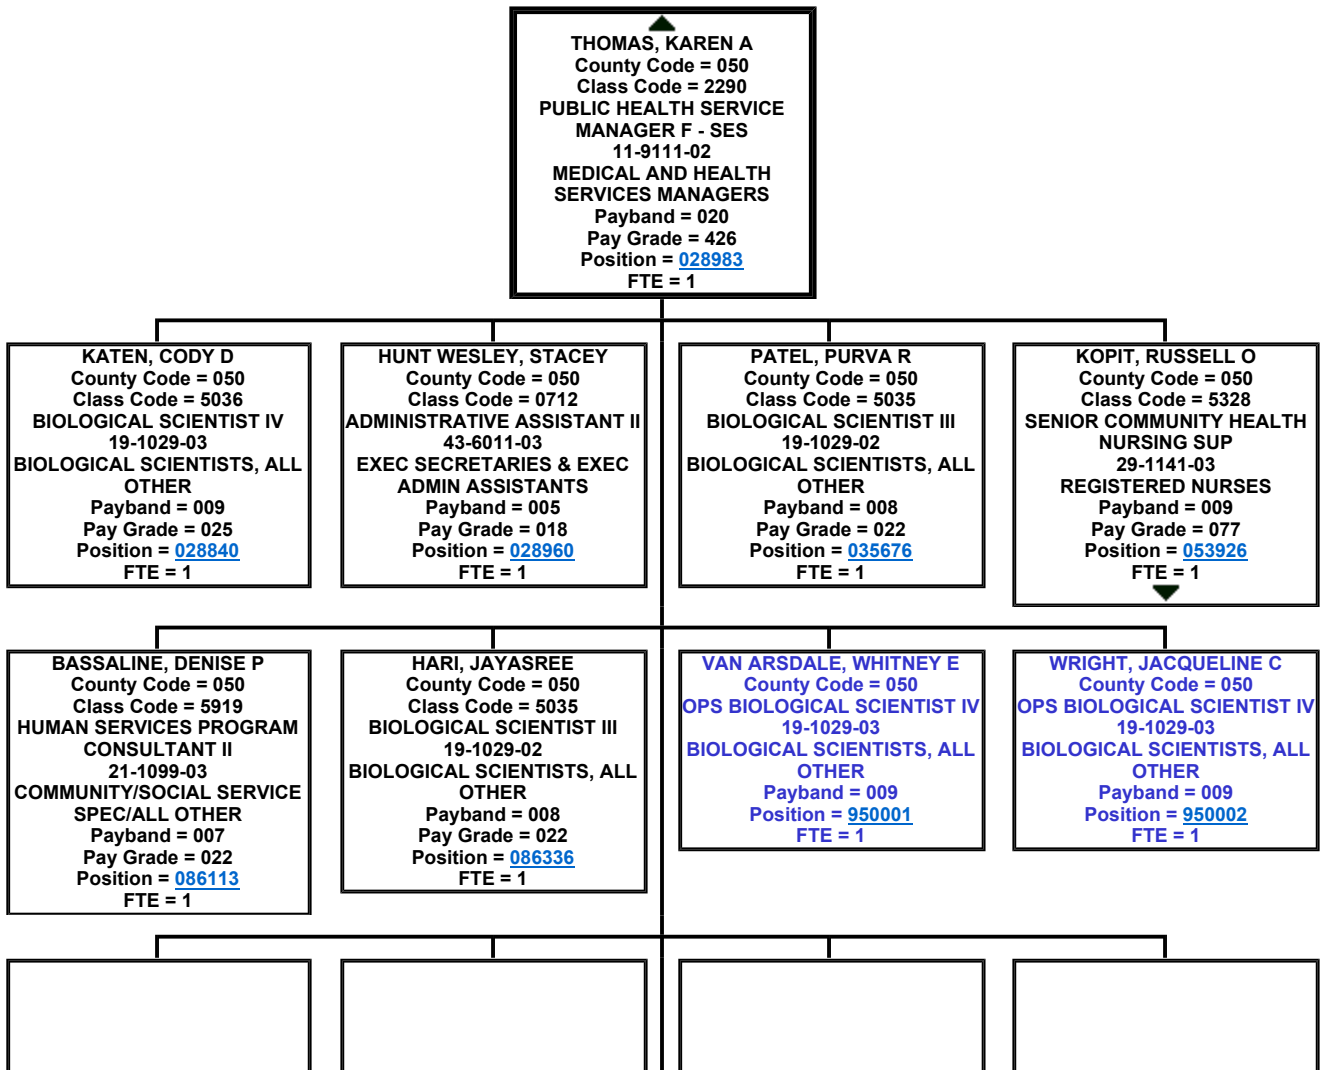 THOMAS, KAREN A
County Code = 050
Class Code = 2290
PUBLIC HEALTH SERVICE
MANAGER F - SES
11-9111-02
MEDICAL AND HEALTH
SERVICES MANAGERS
Payband = 020
Pay Grade = 426
Position = 028983
FTE = 1
KATEN, CODY D
County Code = 050
Class Code = 5036
BIOLOGICAL SCIENTIST IV
19-1029-03
BIOLOGICAL SCIENTISTS, ALL
OTHER
Payband = 009
Pay Grade = 025
Position = 028840
FTE = 1
HUNT WESLEY, STACEY
County Code = 050
Class Code = 0712
ADMINISTRATIVE ASSISTANT II
43-6011-03
EXEC SECRETARIES & EXEC
ADMIN ASSISTANTS
Payband = 005
Pay Grade = 018
Position = 028960
FTE = 1
PATEL, PURVA R
County Code = 050
Class Code = 5035
BIOLOGICAL SCIENTIST III
19-1029-02
BIOLOGICAL SCIENTISTS, ALL
OTHER
Payband = 008
Pay Grade = 022
Position = 035676
FTE = 1
KOPIT, RUSSELL O
County Code = 050
Class Code = 5328
SENIOR COMMUNITY HEALTH
NURSING SUP
29-1141-03
REGISTERED NURSES
Payband = 009
Pay Grade = 077
Position = 053926
FTE = 1
BASSALINE, DENISE P
County Code = 050
Class Code = 5919
HUMAN SERVICES PROGRAM
CONSULTANT II
21-1099-03
COMMUNITY/SOCIAL SERVICE
SPEC/ALL OTHER
Payband = 007
Pay Grade = 022
Position = 086113
FTE = 1
HARI, JAYASREE
County Code = 050
Class Code = 5035
BIOLOGICAL SCIENTIST III
19-1029-02
BIOLOGICAL SCIENTISTS, ALL
OTHER
Payband = 008
Pay Grade = 022
Position = 086336
FTE = 1
VAN ARSDALE, WHITNEY E
County Code = 050
OPS BIOLOGICAL SCIENTIST IV
19-1029-03
BIOLOGICAL SCIENTISTS, ALL
OTHER
Payband = 009
Position = 950001
FTE = 1
WRIGHT, JACQUELINE C
County Code = 050
OPS BIOLOGICAL SCIENTIST IV
19-1029-03
BIOLOGICAL SCIENTISTS, ALL
OTHER
Payband = 009
Position = 950002
FTE = 1